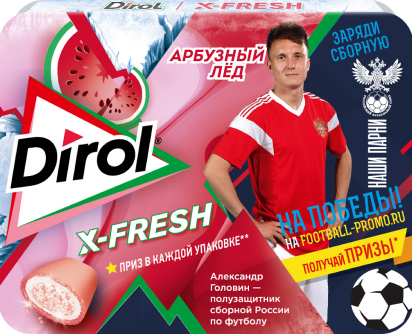 Dirol / X-FRESH
АРБУЗНЫЙ
ЛЁД
ЗАРЯДИ
СБОРНУЮ
Dirol
X-FRESH
★ ПРИЗ В КАЖДОЙ УПАКОВКЕ**
НАШИ ПАРНИ
НА ПОБЕДЫ!
НА FOOTBALL-PROMO.RU
ПОЛУЧАЙ ПРИЗЫ*
Александр
Головин —
полузащитник
сборной России
по футболу